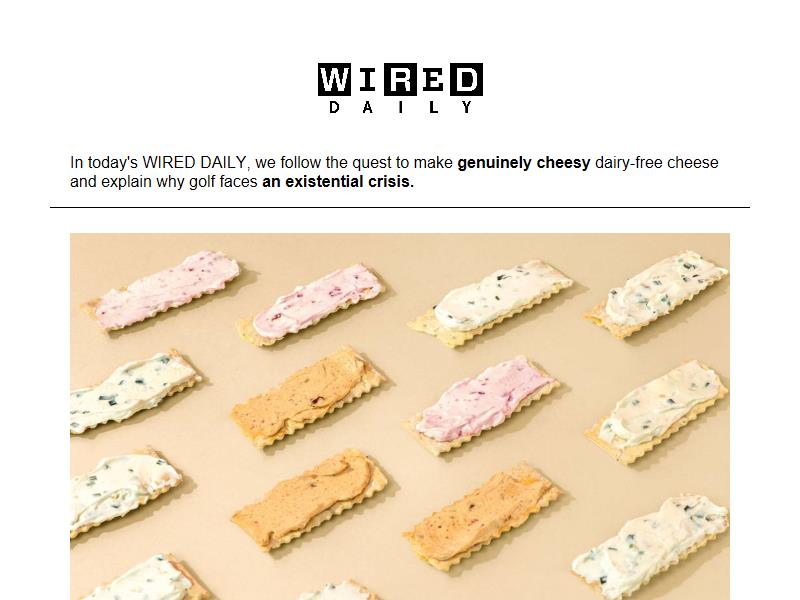 WIRED
DAILY
In today's WIRED DAILY, we follow the quest to make genuinely cheesy dairy-free cheese
and explain why golf faces an existential crisis.